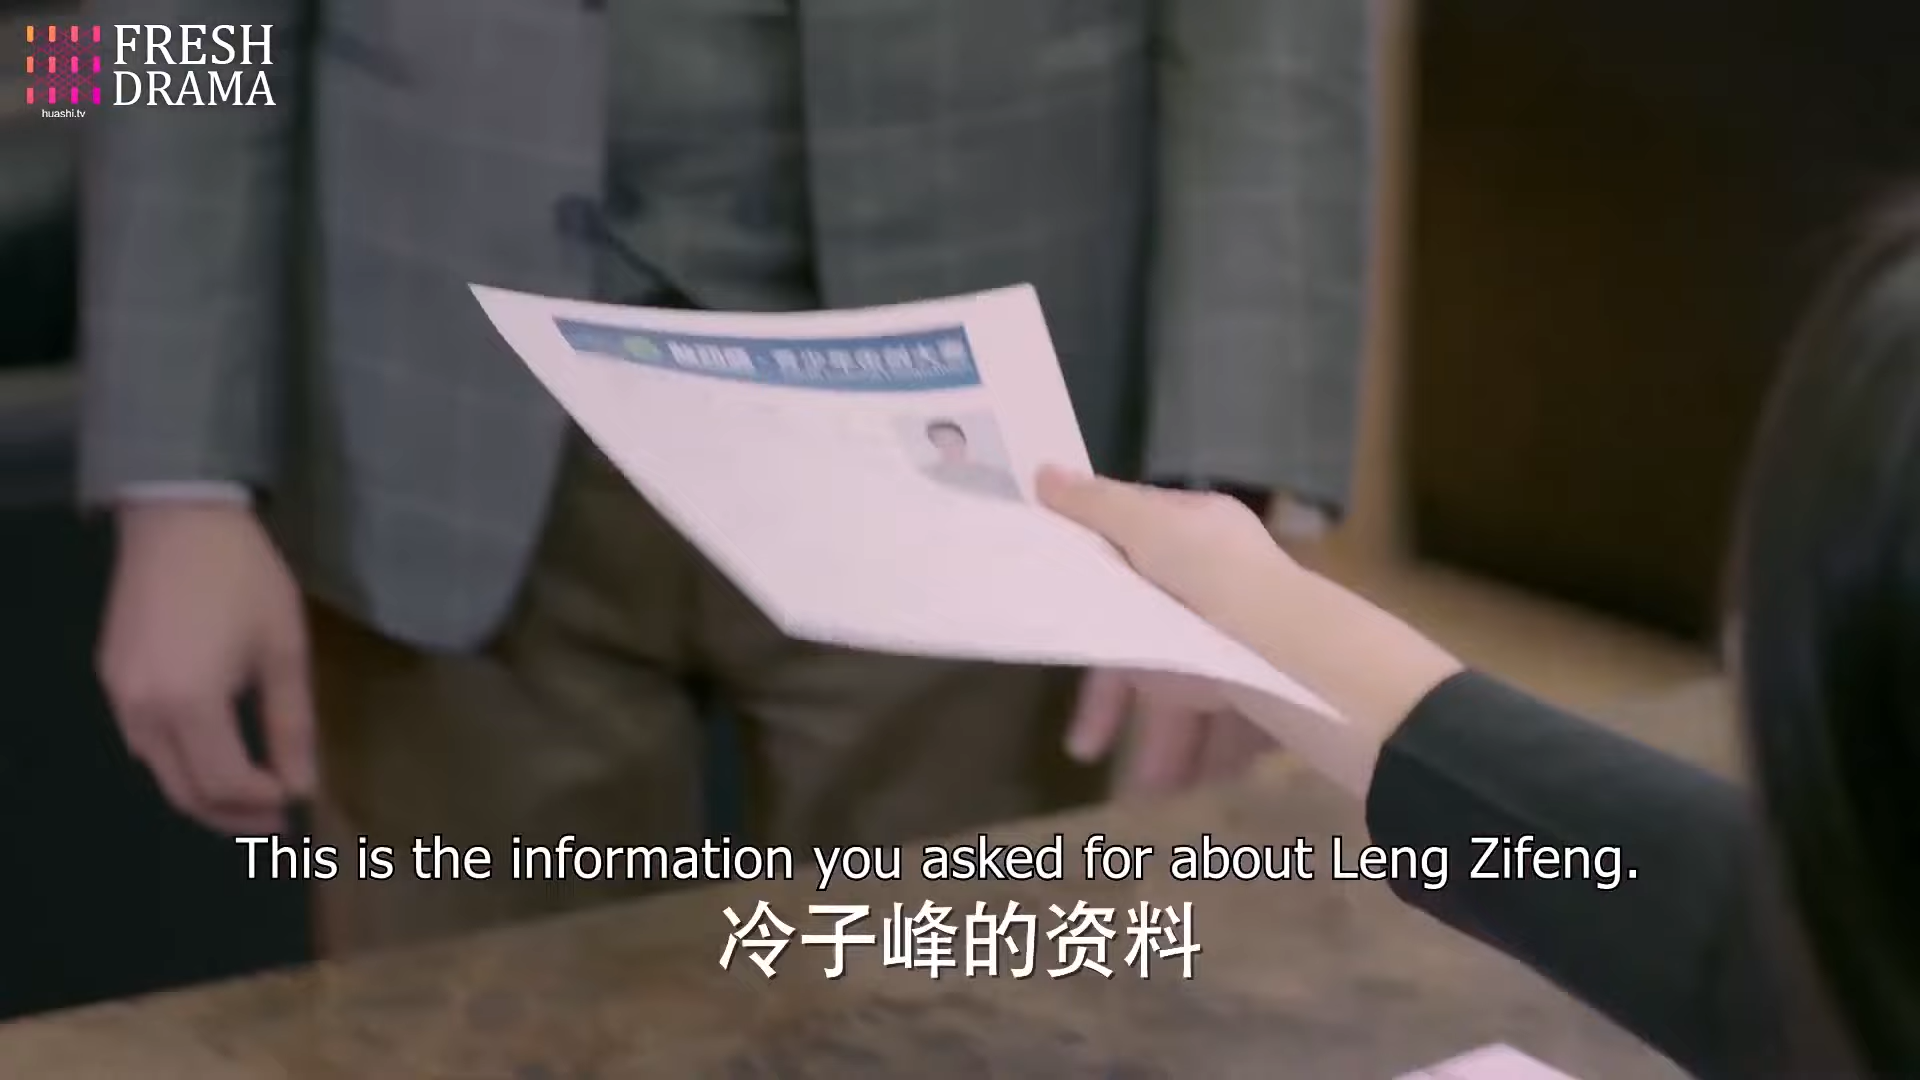 FRESH
DRAMA
huashi.tv
This is the information you asked for about Leng Zifeng.
冷子峰的资料